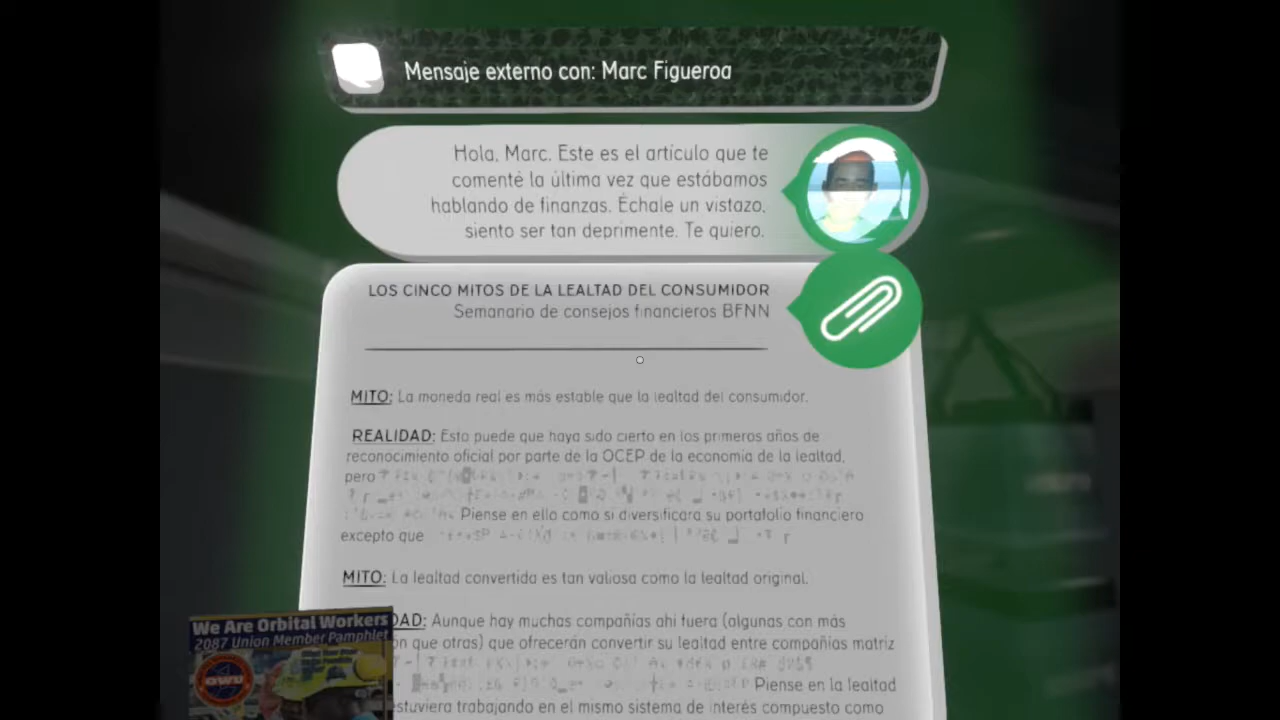 Mensaje externo con: Marc Figueroa
Hola, Marc. Este es el artículo que te
comenté la última vez que estábamos
hablando de finanzas. Échale un vistazo,
siento ser tan deprimente. Te quiero.
LOS CINCO MITOS DE LA LEALTAD DEL CONSUMIDOR
Semanario de consejos financieros BFNN
MITO: La moneda real es más estable que la lealtad del consumidor.
REALIDAD: Esto puede que haya sido cierto en los primeros años de
reconocimiento oficial por parte de la OCEP de la economía de la lealtad,
pero
Piense en ello como si diversificara su portafolio financiero
excepto que
MITO: La lealtad convertida es tan valiosa como la lealtad original.
DAD: Aunque hay muchas compañías ahí fuera (algunas con más
on que otras) que ofrecerán convertir su lealtad entre compañías matriz
Piense en la lealtad
estuviera trabajando en el mismo sistema de interés compuesto como
We Are Orbital Workers
2087 Union Member Pamphlet
OWU